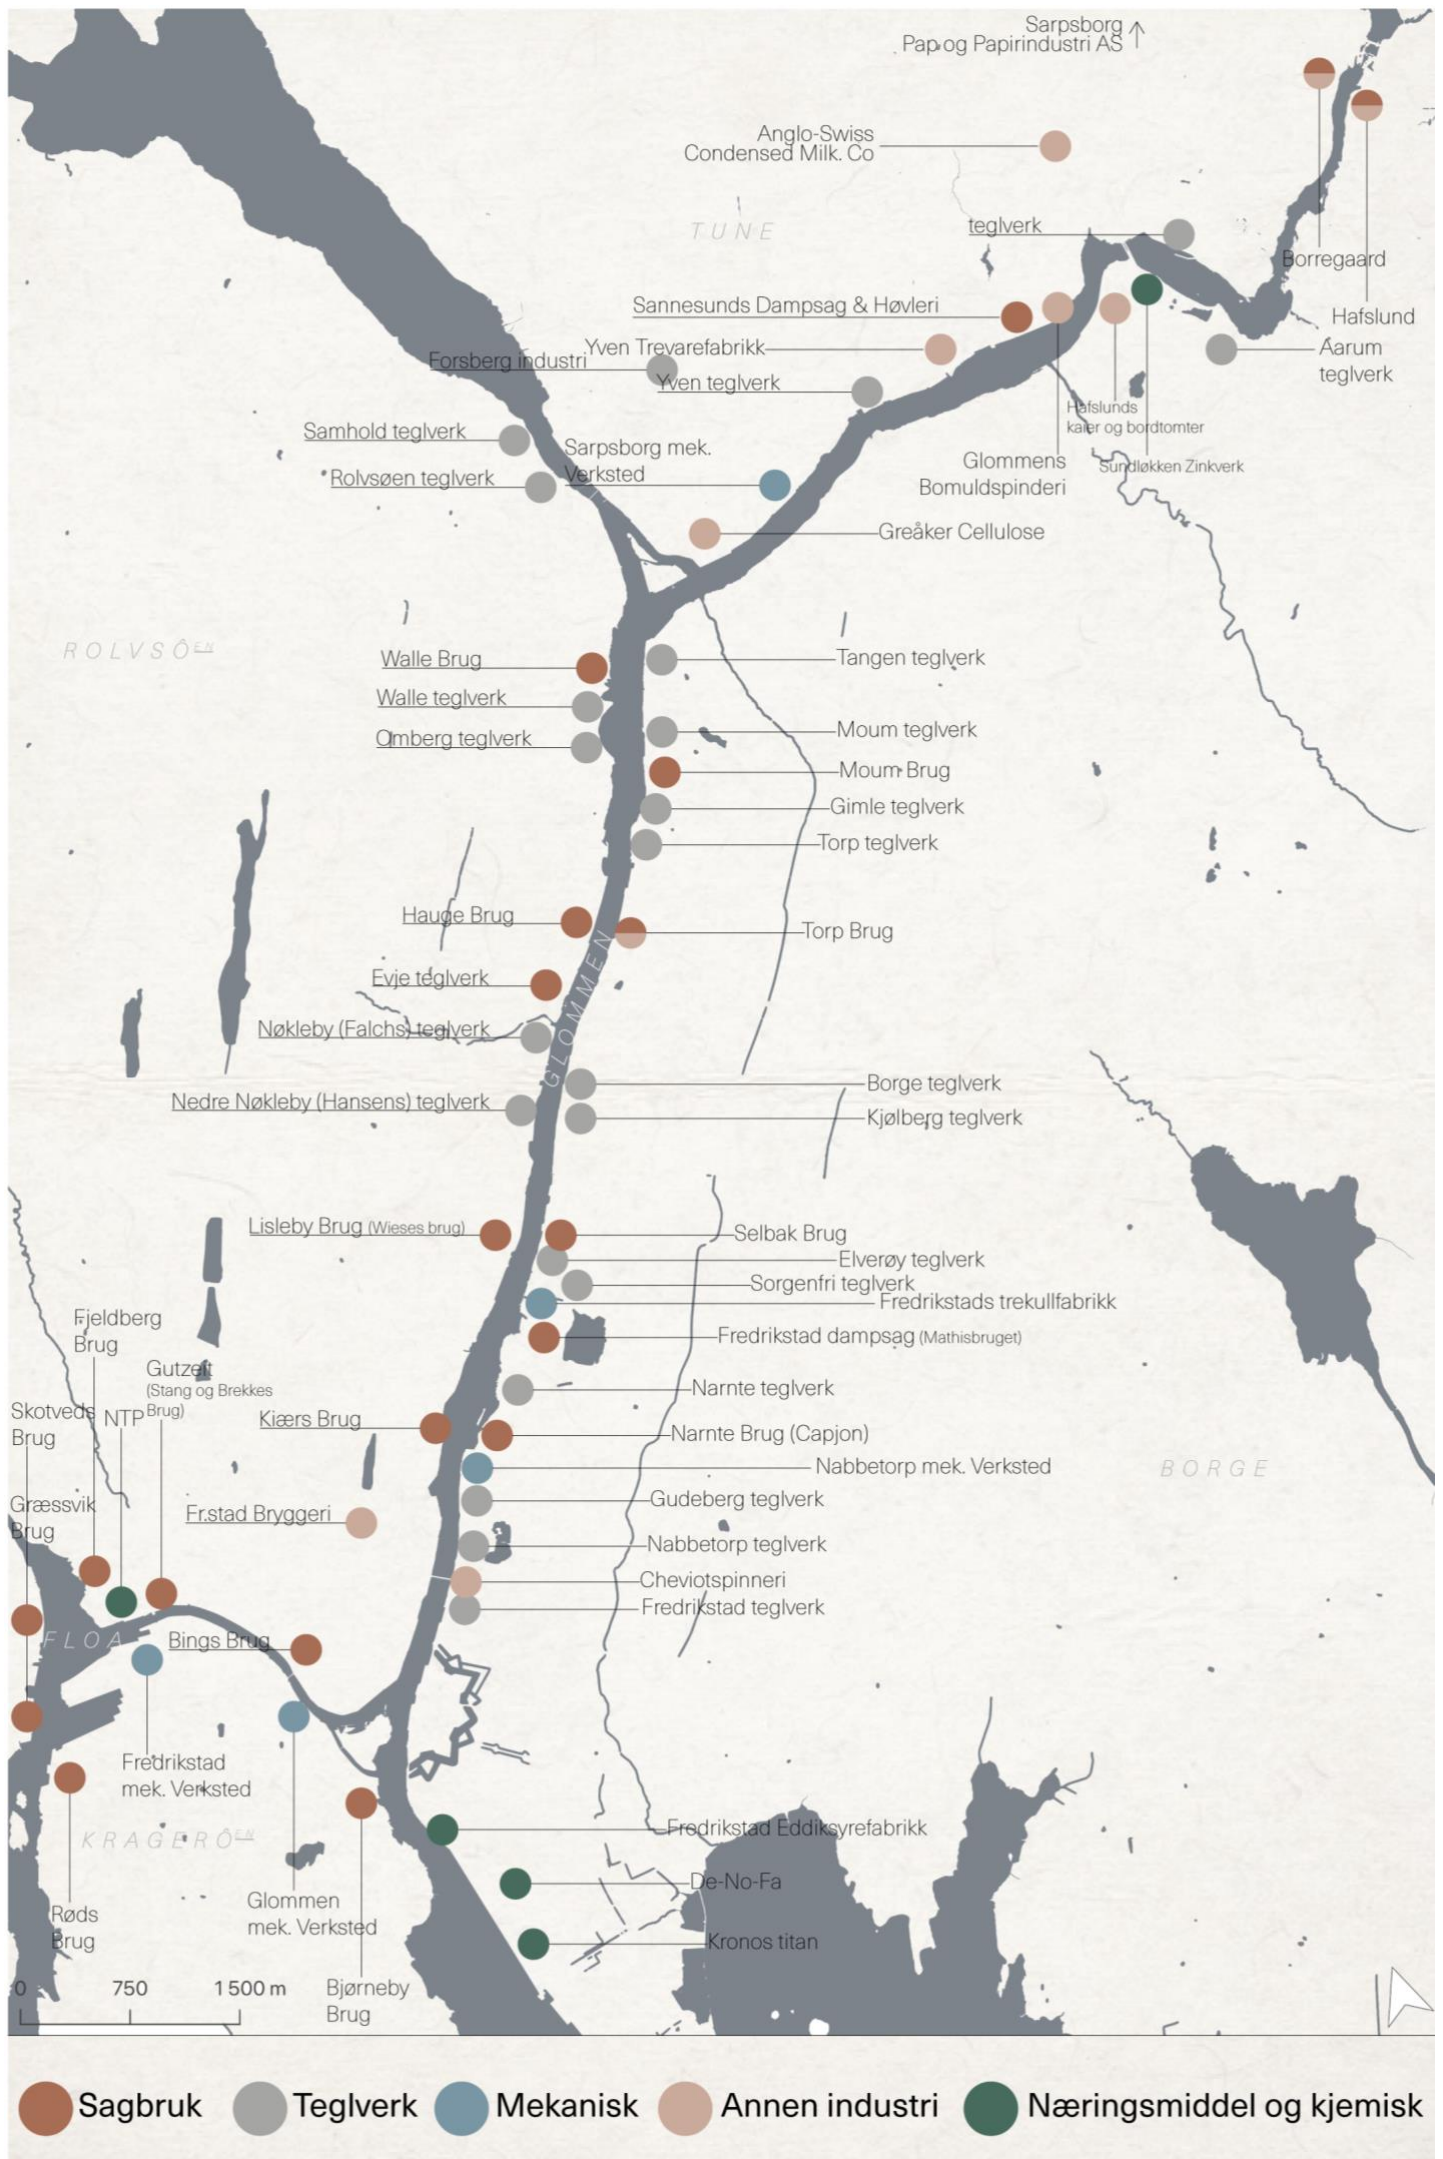 Sarpsborg
Pap og Papirindustri AS
Anglo-Swiss
Condensed Milk. Co
TUNE
teglverk
Borregaard
Hafslund
Sannesunds Dampsag & Høvleri
Aarum
teglverk
Yven Trevarefabrikk
Forsberg industri
Yven teglverk
Hafslunds
kaier og bordtomter
Samhold teglverk
Sarpsborg mek.
Verksted
Glommens
Bomuldspinderi
Sundløkken Zinkverk
Rolvsøen teglverk
Greåker Cellulose
ROLVSÔEN
Walle Brug
Tangen teglverk
Walle teglverk
Omberg teglverk
Moum teglverk
Moum Brug
Gimle teglverk
Torp teglverk
Hauge Brug
Torp Brug
Evje teglverk
GLOMMEN
Nøkleby (Falchs) teglverk
Borge teglverk
Nedre Nøkleby (Hansens) teglverk
Kjølberg teglverk
Lisleby Brug (Wieses brug)
Selbak Brug
Elverøy teglverk
Sorgenfri teglverk
Fredrikstads trekullfabrikk
Fjeldberg
Brug
Fredrikstad dampsag (Mathisbruget)
Gutzeit
(Stang og Brekkes
Brug)
Narnte teglverk
Skotveds
Brug
NTP
Kiærs Brug
Narnte Brug (Capjon)
Nabbetorp mek. Verksted
BORGE
Græssvik
Brug
Fr.stad Bryggeri
Gudeberg teglverk
Nabbetorp teglverk
Cheviotspinneri
Fredrikstad teglverk
FLOA
Bings Brug
Fredrikstad
mek. Verksted
KRAGERÔEN
Fredrikstad Eddiksyrefabrikk
De-No-Fa
Glommen
mek. Verksted
Røds
Brug
Kronos titan
Bjørneby
Brug
0 750 1 500 m
Sagbruk
Teglverk
Mekanisk
Annen industri
Næringsmiddel og kjemisk